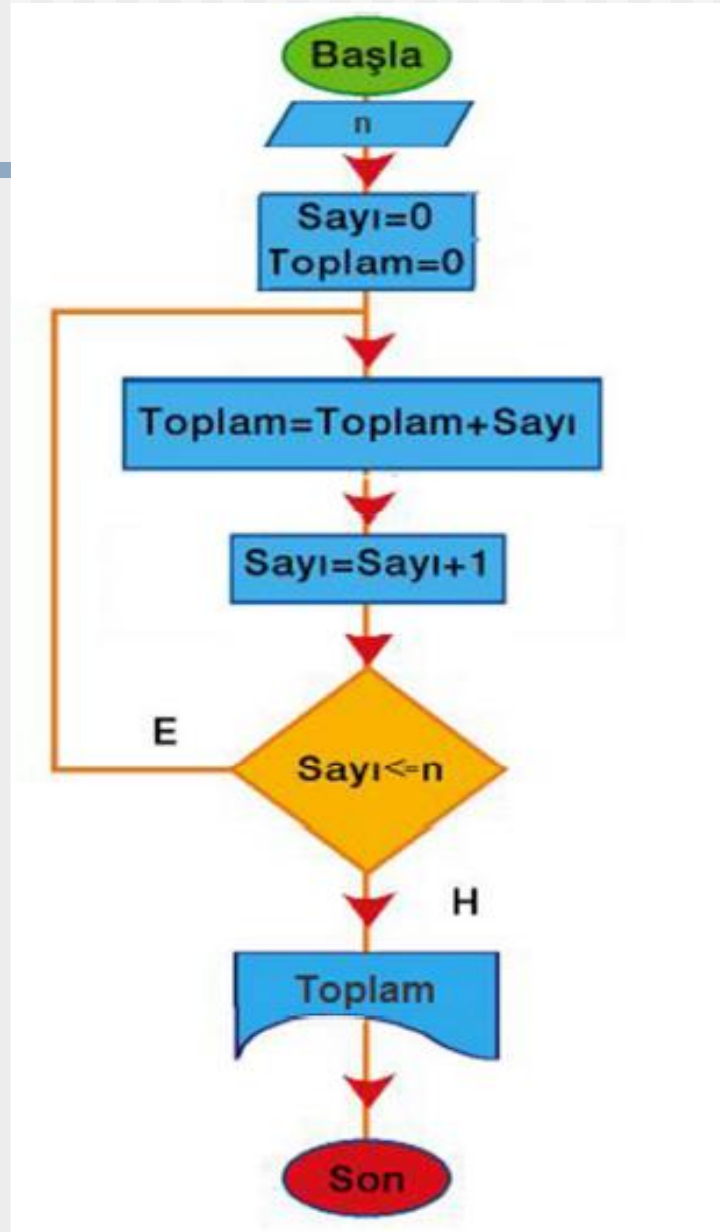 Başla
n
Sayı=0
Toplam=0
Toplam=Toplam+Sayı
Sayı=Sayı+1
E
Sayı<=n
H
Toplam
Son